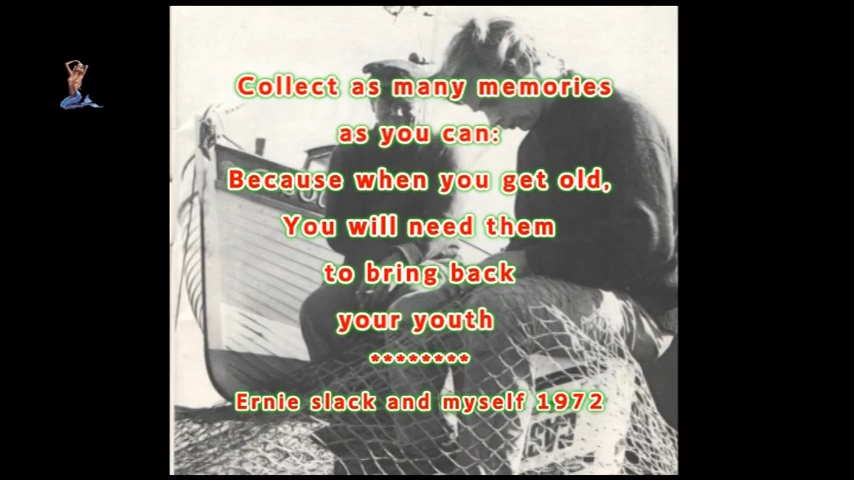 Collect as many memories
as you can:
Because when you get old,
You will need them
to bring back
your youth
********
Ernie slack and myself 1972